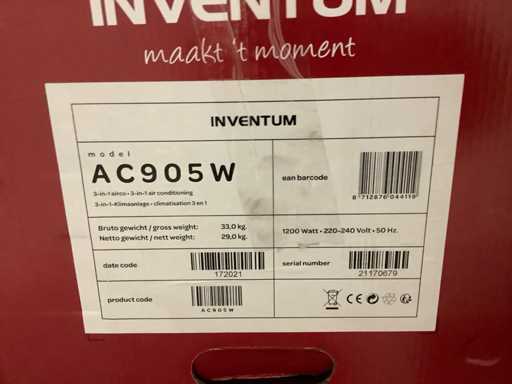 INVENTUM
maakt 't moment
INVENTUM
model
AC905W
3-in-1 airco • 3-in-1 air conditioning
3-in-1-Klimaanlage • climatisation 3 en 1
ean barcode
8 712876 044119
Bruto gewicht / gross weight: 33,0 kg.
Netto gewicht / nett weight: 29,0 kg.
1200 Watt • 220-240 Volt • 50 Hz.
date code
172021
serial number
21170679
product code
AC905W
CE